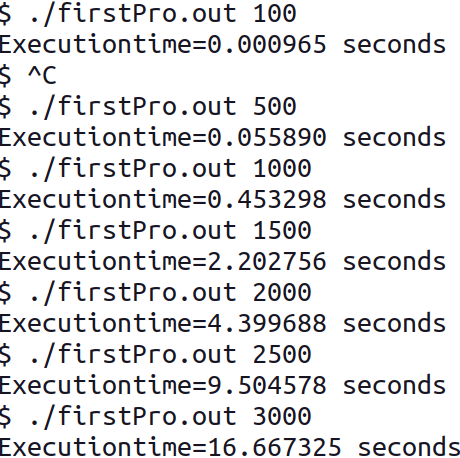 $ ./firstPro.out 100
Executiontime=0.000965 seconds
$ ^C
$ ./firstPro.out 500
Executiontime=0.055890 seconds
$ ./firstPro.out 1000
Executiontime=0.453298 seconds
$ ./firstPro.out 1500
Executiontime=2.202756 seconds
$ ./firstPro.out 2000
Executiontime=4.399688 seconds
$ ./firstPro.out 2500
Executiontime=9.504578 seconds
$ ./firstPro.out 3000
Executiontime=16.667325 seconds